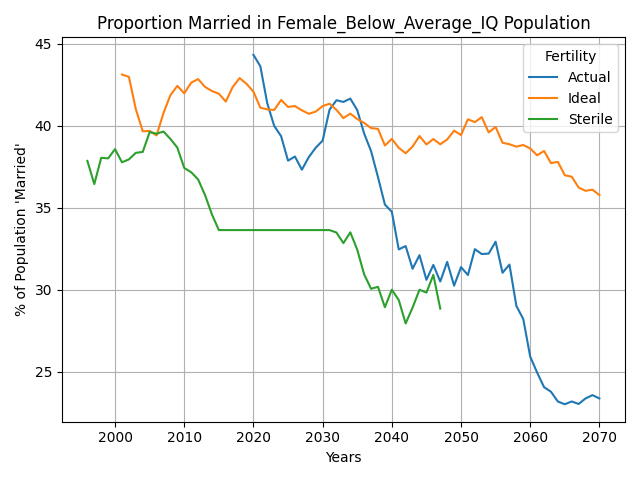 Proportion Married in Female_Below_Average_IQ Population
% of Population 'Married'
45
40
35
30
25
Fertility
Actual
Ideal
Sterile
2000
2010
2020
2030
2040
2050
2060
2070
Years